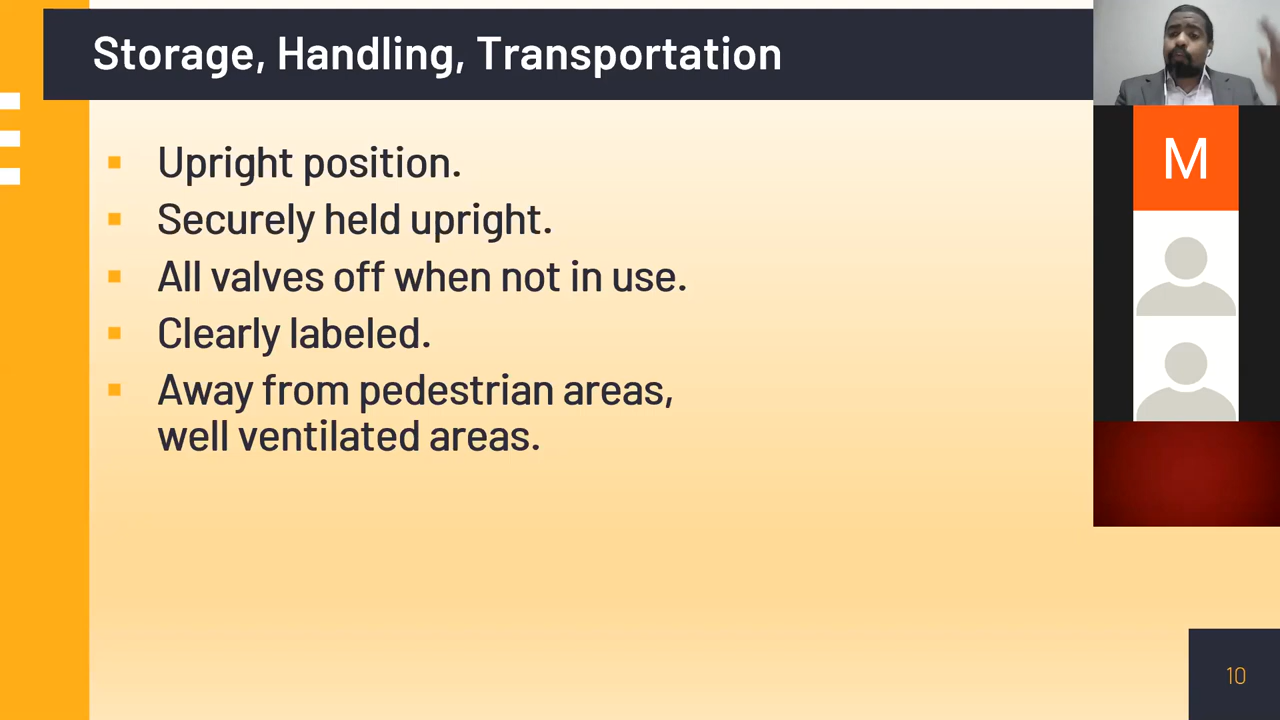 Storage, Handling, Transportation
Upright position.
Securely held upright.
All valves off when not in use.
Clearly labeled.
Away from pedestrian areas,
well ventilated areas.
M
10